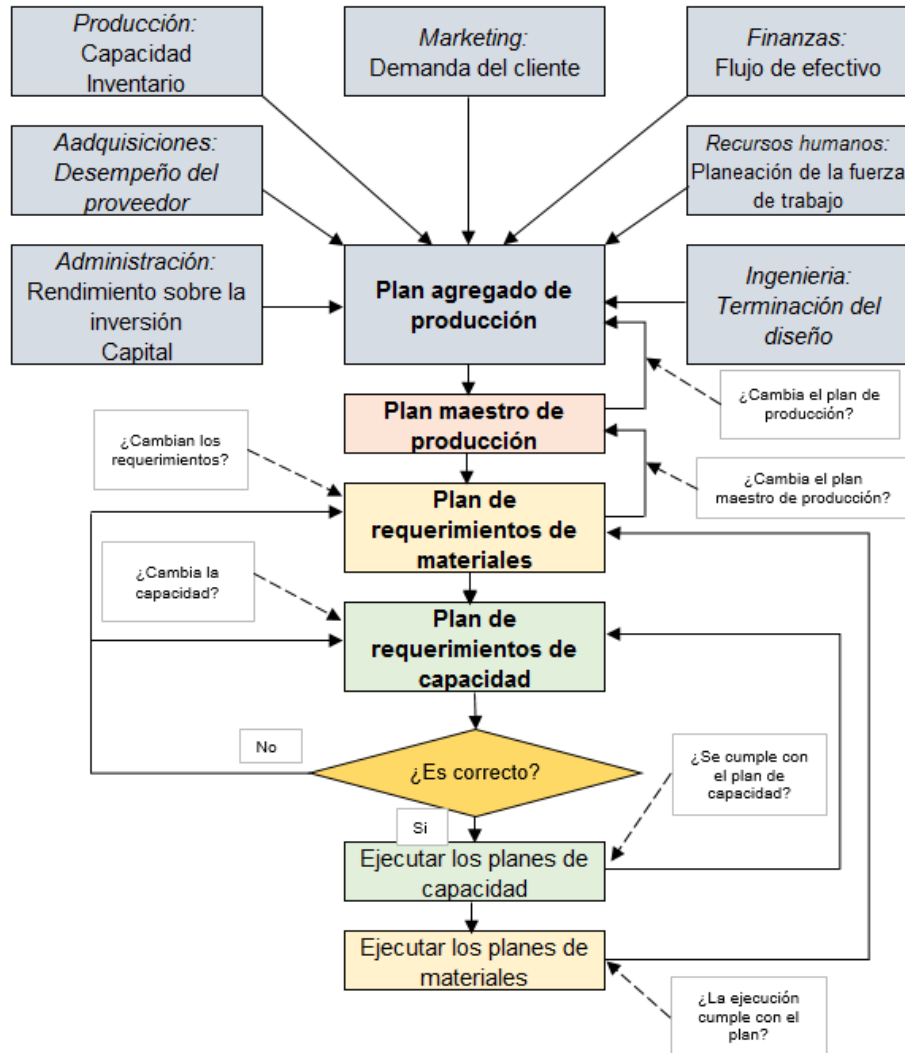 Producción:
Capacidad
Inventario
Marketing:
Demanda del cliente
Finanzas:
Flujo de efectivo
Aadquisiciones:
Desempeño del
proveedor
Recursos humanos:
Planeación de la fuerza
de trabajo
Administración:
Rendimiento sobre la
inversión
Capital
Plan agregado de
producción
Ingenieria:
Terminación del
diseño
¿Cambia el plan de
producción?
Plan maestro de
producción
¿Cambian los
requerimientos?
¿Cambia el plan
maestro de producción?
Plan de
requerimientos de
materiales
¿Cambia la
capacidad?
Plan de
requerimientos de
capacidad
No
¿Es correcto?
¿Se cumple con
el plan de
capacidad?
Si
Ejecutar los planes de
capacidad
Ejecutar los planes de
materiales
¿La ejecución
cumple con el
plan?